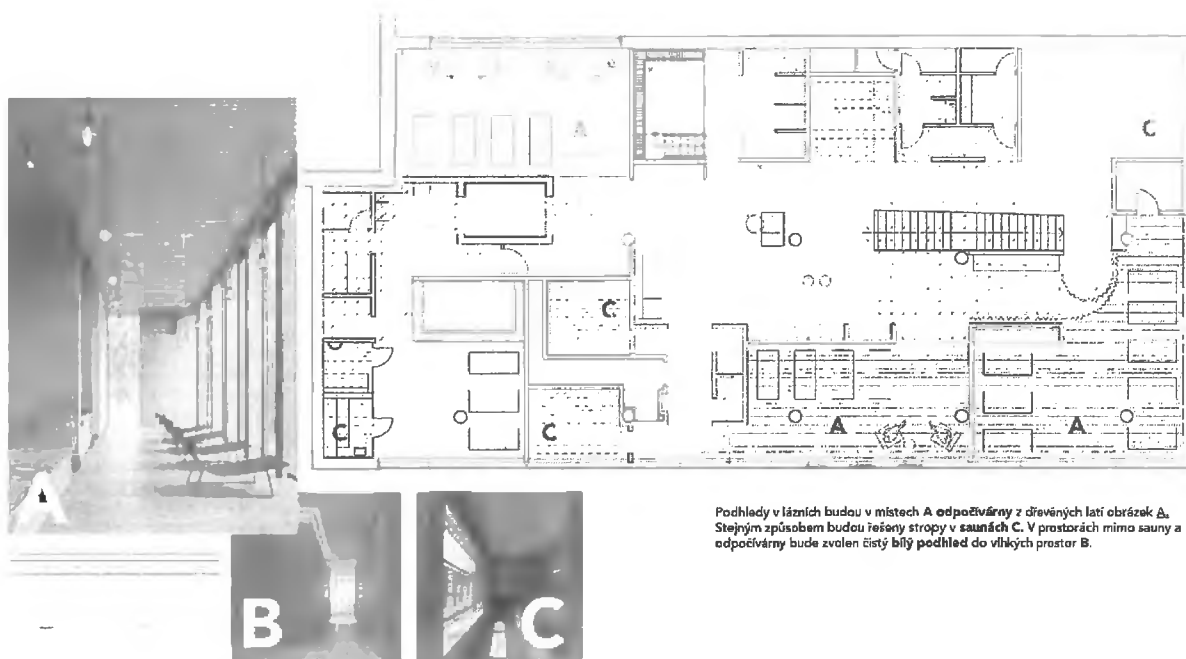 A
C
C
C
C
A
A
A
B
C
Podhledy v lázních budou v místech A odpočívárny z dřevěných latí obrázek A.
Stejným způsobem budou řešeny stropy v saunách C. V prostorách mimo sauny a
odpočívárny bude zvolen čistý bílý podhled do vlhkých prostor B.